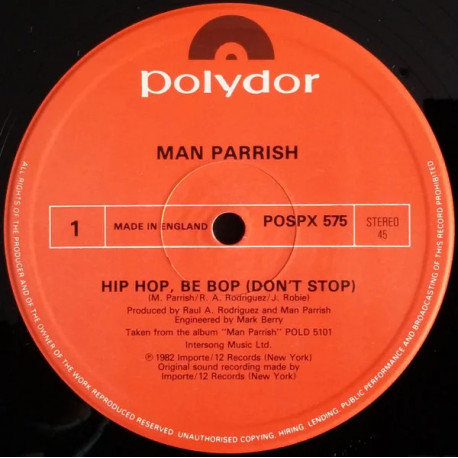 polydor
MAN PARRISH
1
MADE IN ENGLAND
POSPX 575
STEREO
45
HIP HOP, BE BOP (DON'T STOP)
(M. Parrish/R. A. Rodriguez/J. Robie)
Produced by Raul A. Rodriguez and Man Parrish
Engineered by Mark Berry
Taken from the album "Man Parrish" POLD 5101
Intersong Music Ltd.
℗ 1982 Importe/12 Records (New York)
Original sound recording made by
Importe/12 Records (New York)
ALL RIGHTS OF THE PRODUCER AND OF THE OWNER OF THE WORK REPRODUCED RESERVED. UNAUTHORISED COPYING, HIRING, LENDING, PUBLIC PERFORMANCE AND BROADCASTING OF THIS RECORD PROHIBITED